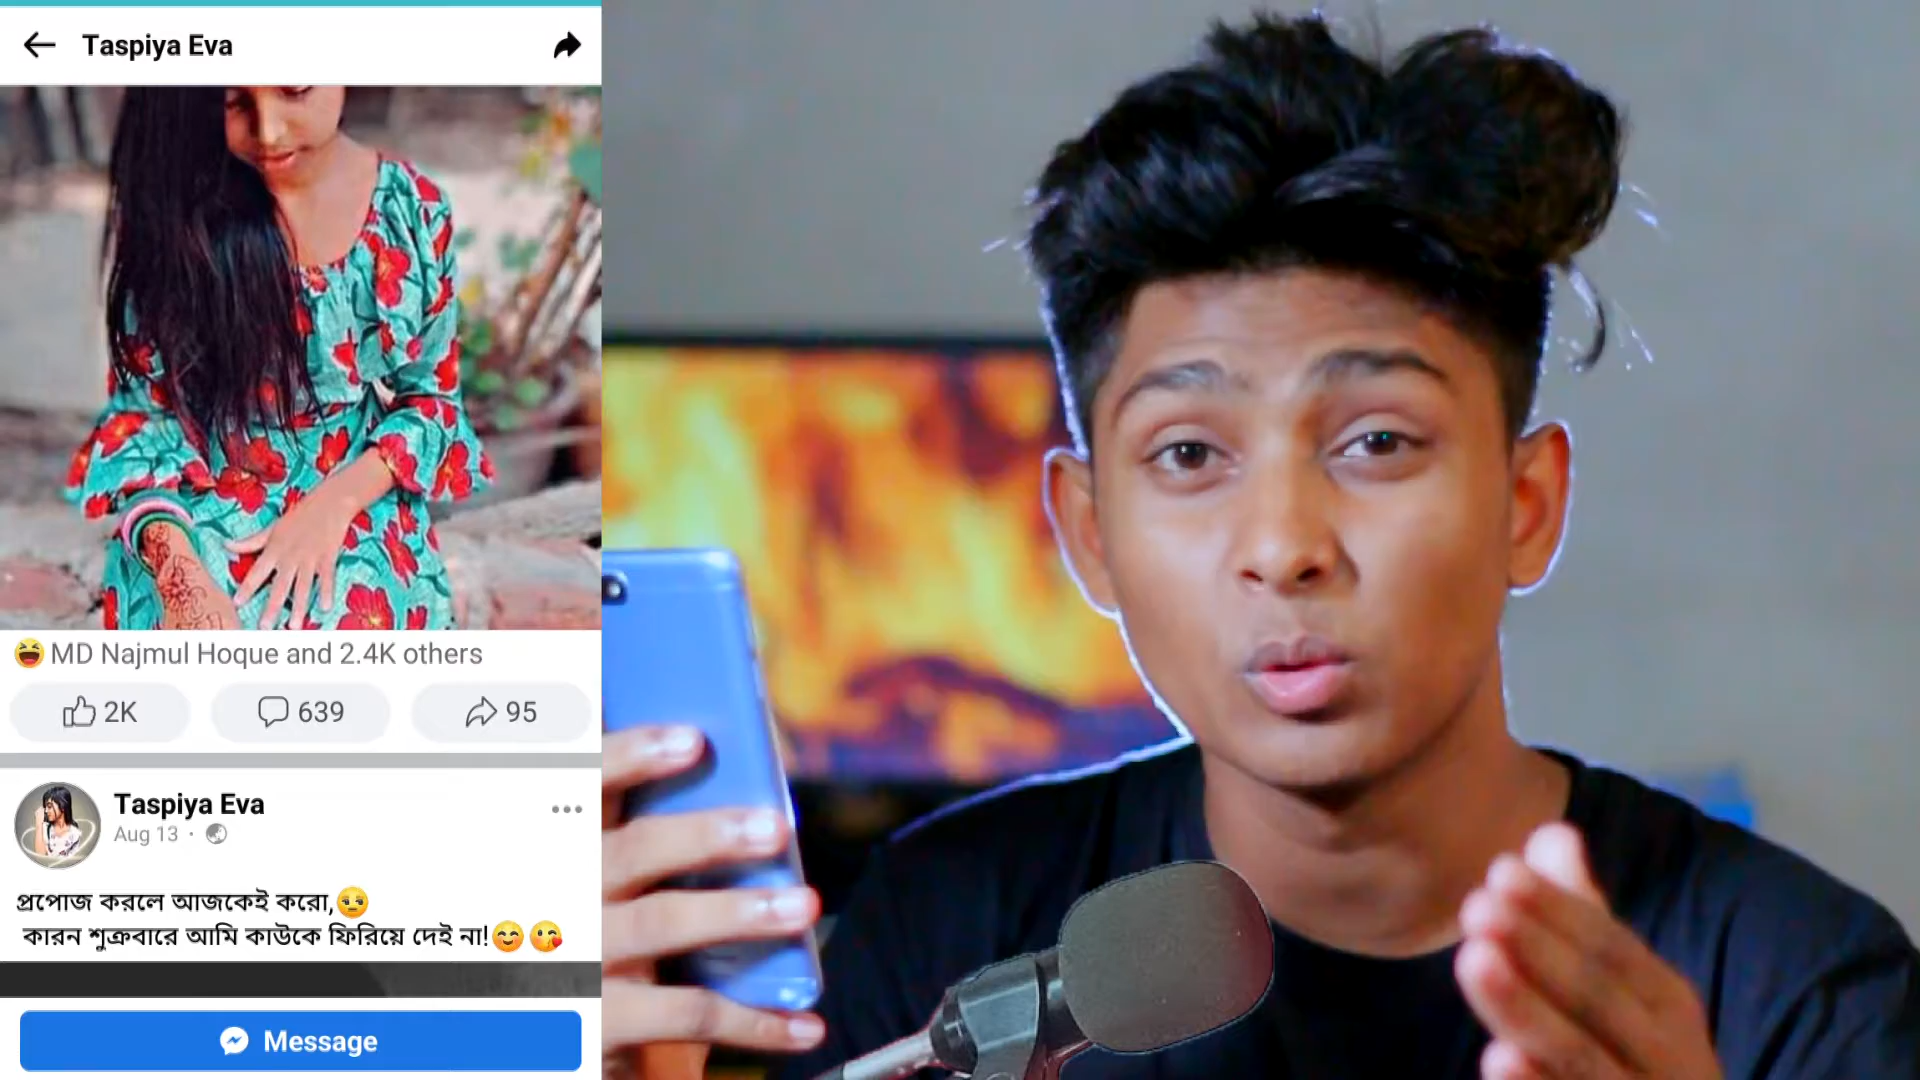 Taspiya Eva
MD Najmul Hoque and 2.4K others
2K
639
95
Taspiya Eva
Aug 13 ·
প্রপোজ করলে আজকেই করো,😒
কারন শুক্রবারে আমি কাউকে ফিরিয়ে দেই না!😊😘
Message